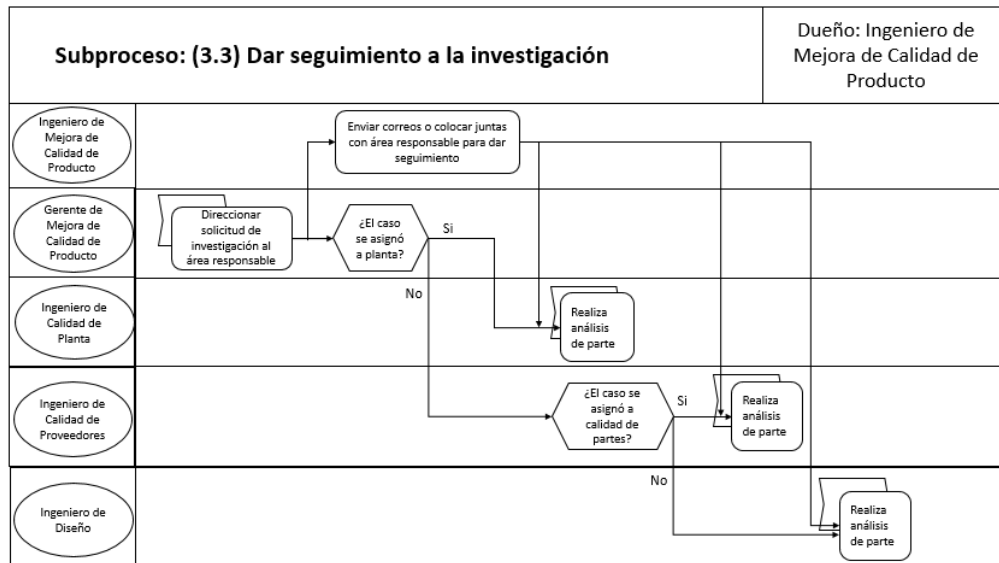 Subproceso: (3.3) Dar seguimiento a la investigación
Dueño: Ingeniero de
Mejora de Calidad de
Producto
Ingeniero de
Mejora de
Calidad de
Producto
Enviar correos o colocar juntas
con área responsable para dar
seguimiento
Gerente de
Mejora de
Calidad de
Producto
Direccionar
solicitud de
investigación al
área responsable
¿El caso
se asignó
a planta?
Si
No
Ingeniero de
Calidad de
Planta
Realiza
análisis
de parte
Ingeniero de
Calidad de
Proveedores
¿El caso se
asignó a
calidad de
partes?
Si
Realiza
análisis
de parte
No
Ingeniero de
Diseño
Realiza
análisis
de parte